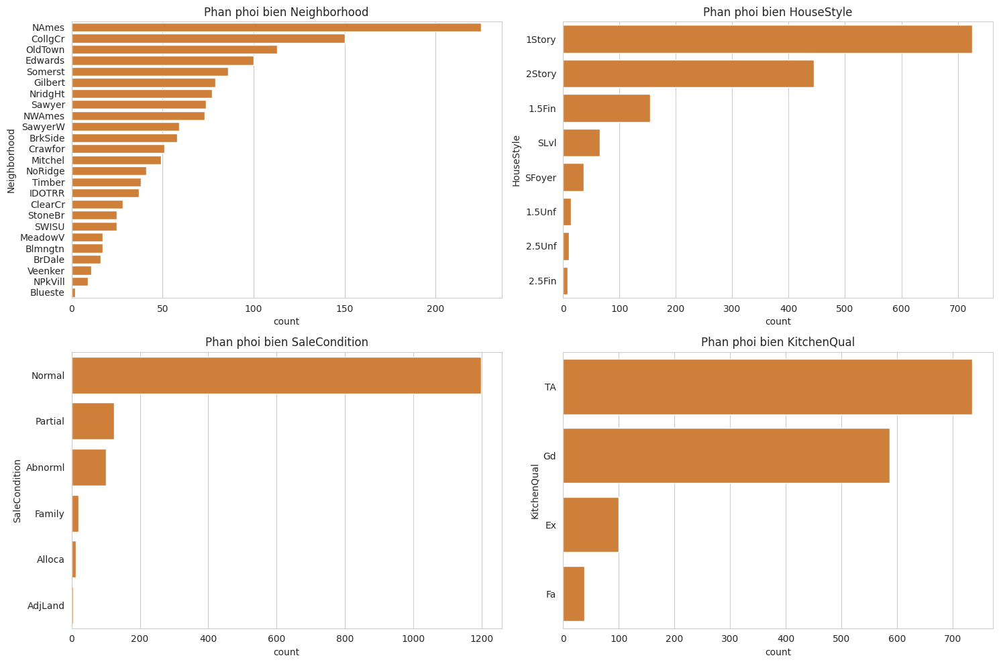 Phan phoi bien Neighborhood
Neighborhood
NAmes
CollgCr
OldTown
Edwards
Somerst
Gilbert
NridgHt
Sawyer
NWAmes
SawyerW
BrkSide
Crawfor
Mitchel
NoRidge
Timber
IDOTRR
ClearCr
StoneBr
SWISU
MeadowV
Blmngtn
BrDale
Veenker
NPkVill
Blueste
0 50 100 150 200
count
Phan phoi bien HouseStyle
HouseStyle
1Story
2Story
1.5Fin
SLvl
SFoyer
1.5Unf
2.5Unf
2.5Fin
0 100 200 300 400 500 600 700
count
Phan phoi bien SaleCondition
SaleCondition
Normal
Partial
Abnorml
Family
Alloca
AdjLand
0 200 400 600 800 1000 1200
count
Phan phoi bien KitchenQual
KitchenQual
TA
Gd
Ex
Fa
0 100 200 300 400 500 600 700
count